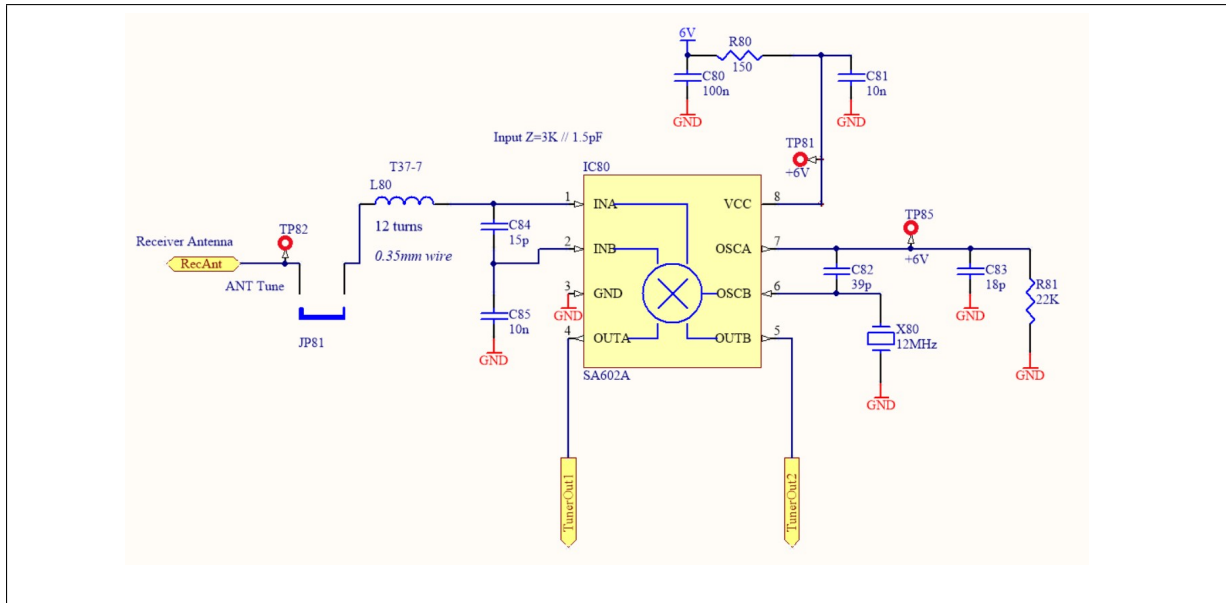 6V
R80
150
C80
100n
GND
C81
10n
GND
Input Z=3K // 1.5pF
TP81
+6V
T37-7
L80
12 turns
0.35mm wire
IC80
1
INA
VCC
8
C84
15p
TP82
Receiver Antenna
RecAnt
ANT Tune
JP81
2
INB
OSCA
7
TP85
+6V
C82
39p
C83
18p
GND
R81
22K
GND
3
GND
GND
OSCB
6
C85
10n
GND
4
OUTA
OUTB
5
X80
12MHz
GND
SA602A
TunerOut1
TunerOut2